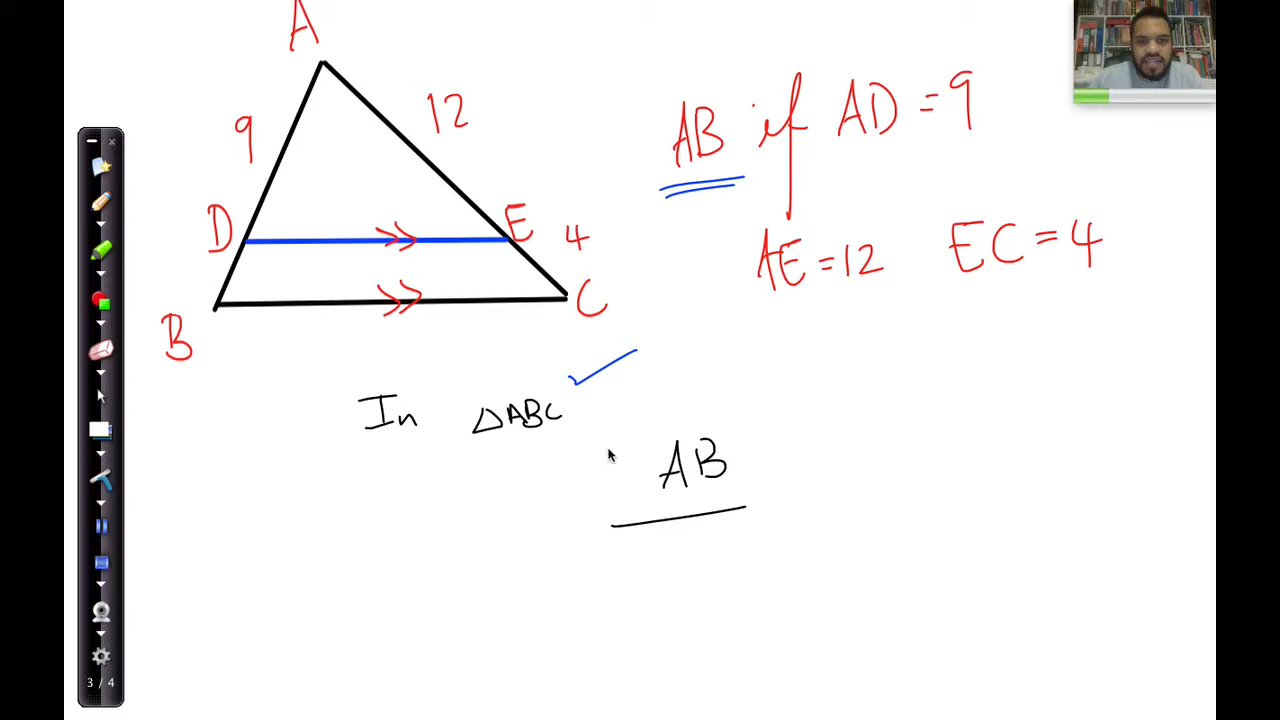 A
9
12
AB if AD = 9
D
E
4
AE = 12 EC = 4
B
C
In △ABC
AB
3 / 4